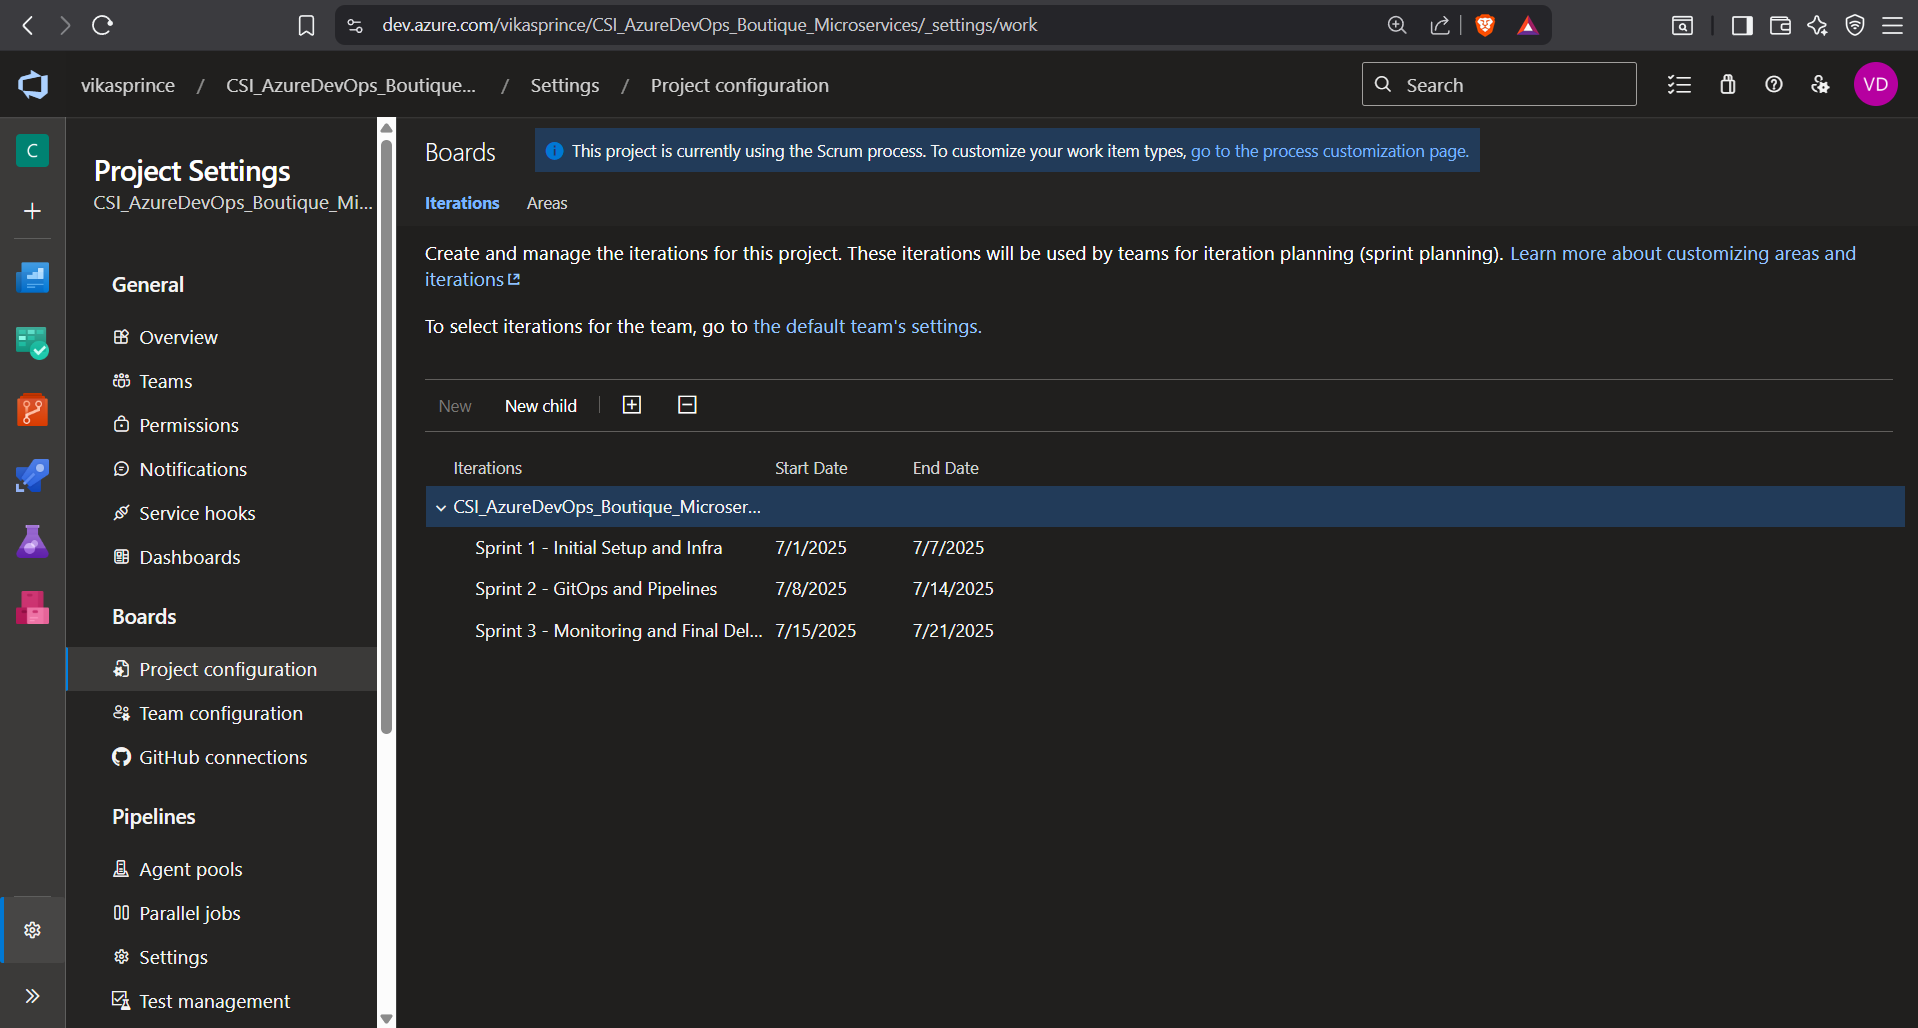 dev.azure.com/vikasprince/CSI_AzureDevOps_Boutique_Microservices/_settings/work
vikasprince / CSI_AzureDevOps_Boutique... / Settings / Project configuration
Search
VD
C
Project Settings
CSI_AzureDevOps_Boutique_Mi...
General
Overview
Teams
Permissions
Notifications
Service hooks
Dashboards
Boards
Project configuration
Team configuration
GitHub connections
Pipelines
Agent pools
Parallel jobs
Settings
Test management
Boards
This project is currently using the Scrum process. To customize your work item types, go to the process customization page.
Iterations Areas
Create and manage the iterations for this project. These iterations will be used by teams for iteration planning (sprint planning). Learn more about customizing areas and
iterations
To select iterations for the team, go to the default team's settings.
New New child
Iterations Start Date End Date
CSI_AzureDevOps_Boutique_Microser...
Sprint 1 - Initial Setup and Infra 7/1/2025 7/7/2025
Sprint 2 - GitOps and Pipelines 7/8/2025 7/14/2025
Sprint 3 - Monitoring and Final Del... 7/15/2025 7/21/2025